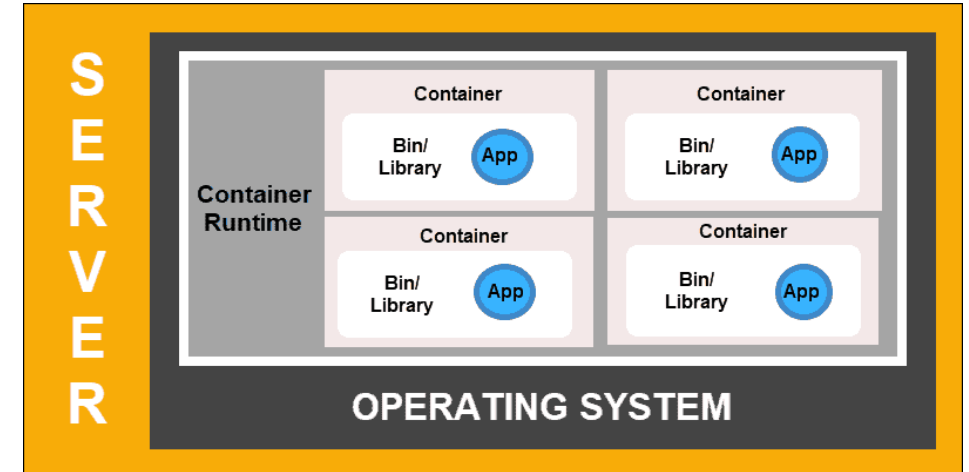 SERVER
Container
Runtime
Container
Bin/
Library
App
Container
Bin/
Library
App
Container
Bin/
Library
App
Container
Bin/
Library
App
OPERATING SYSTEM